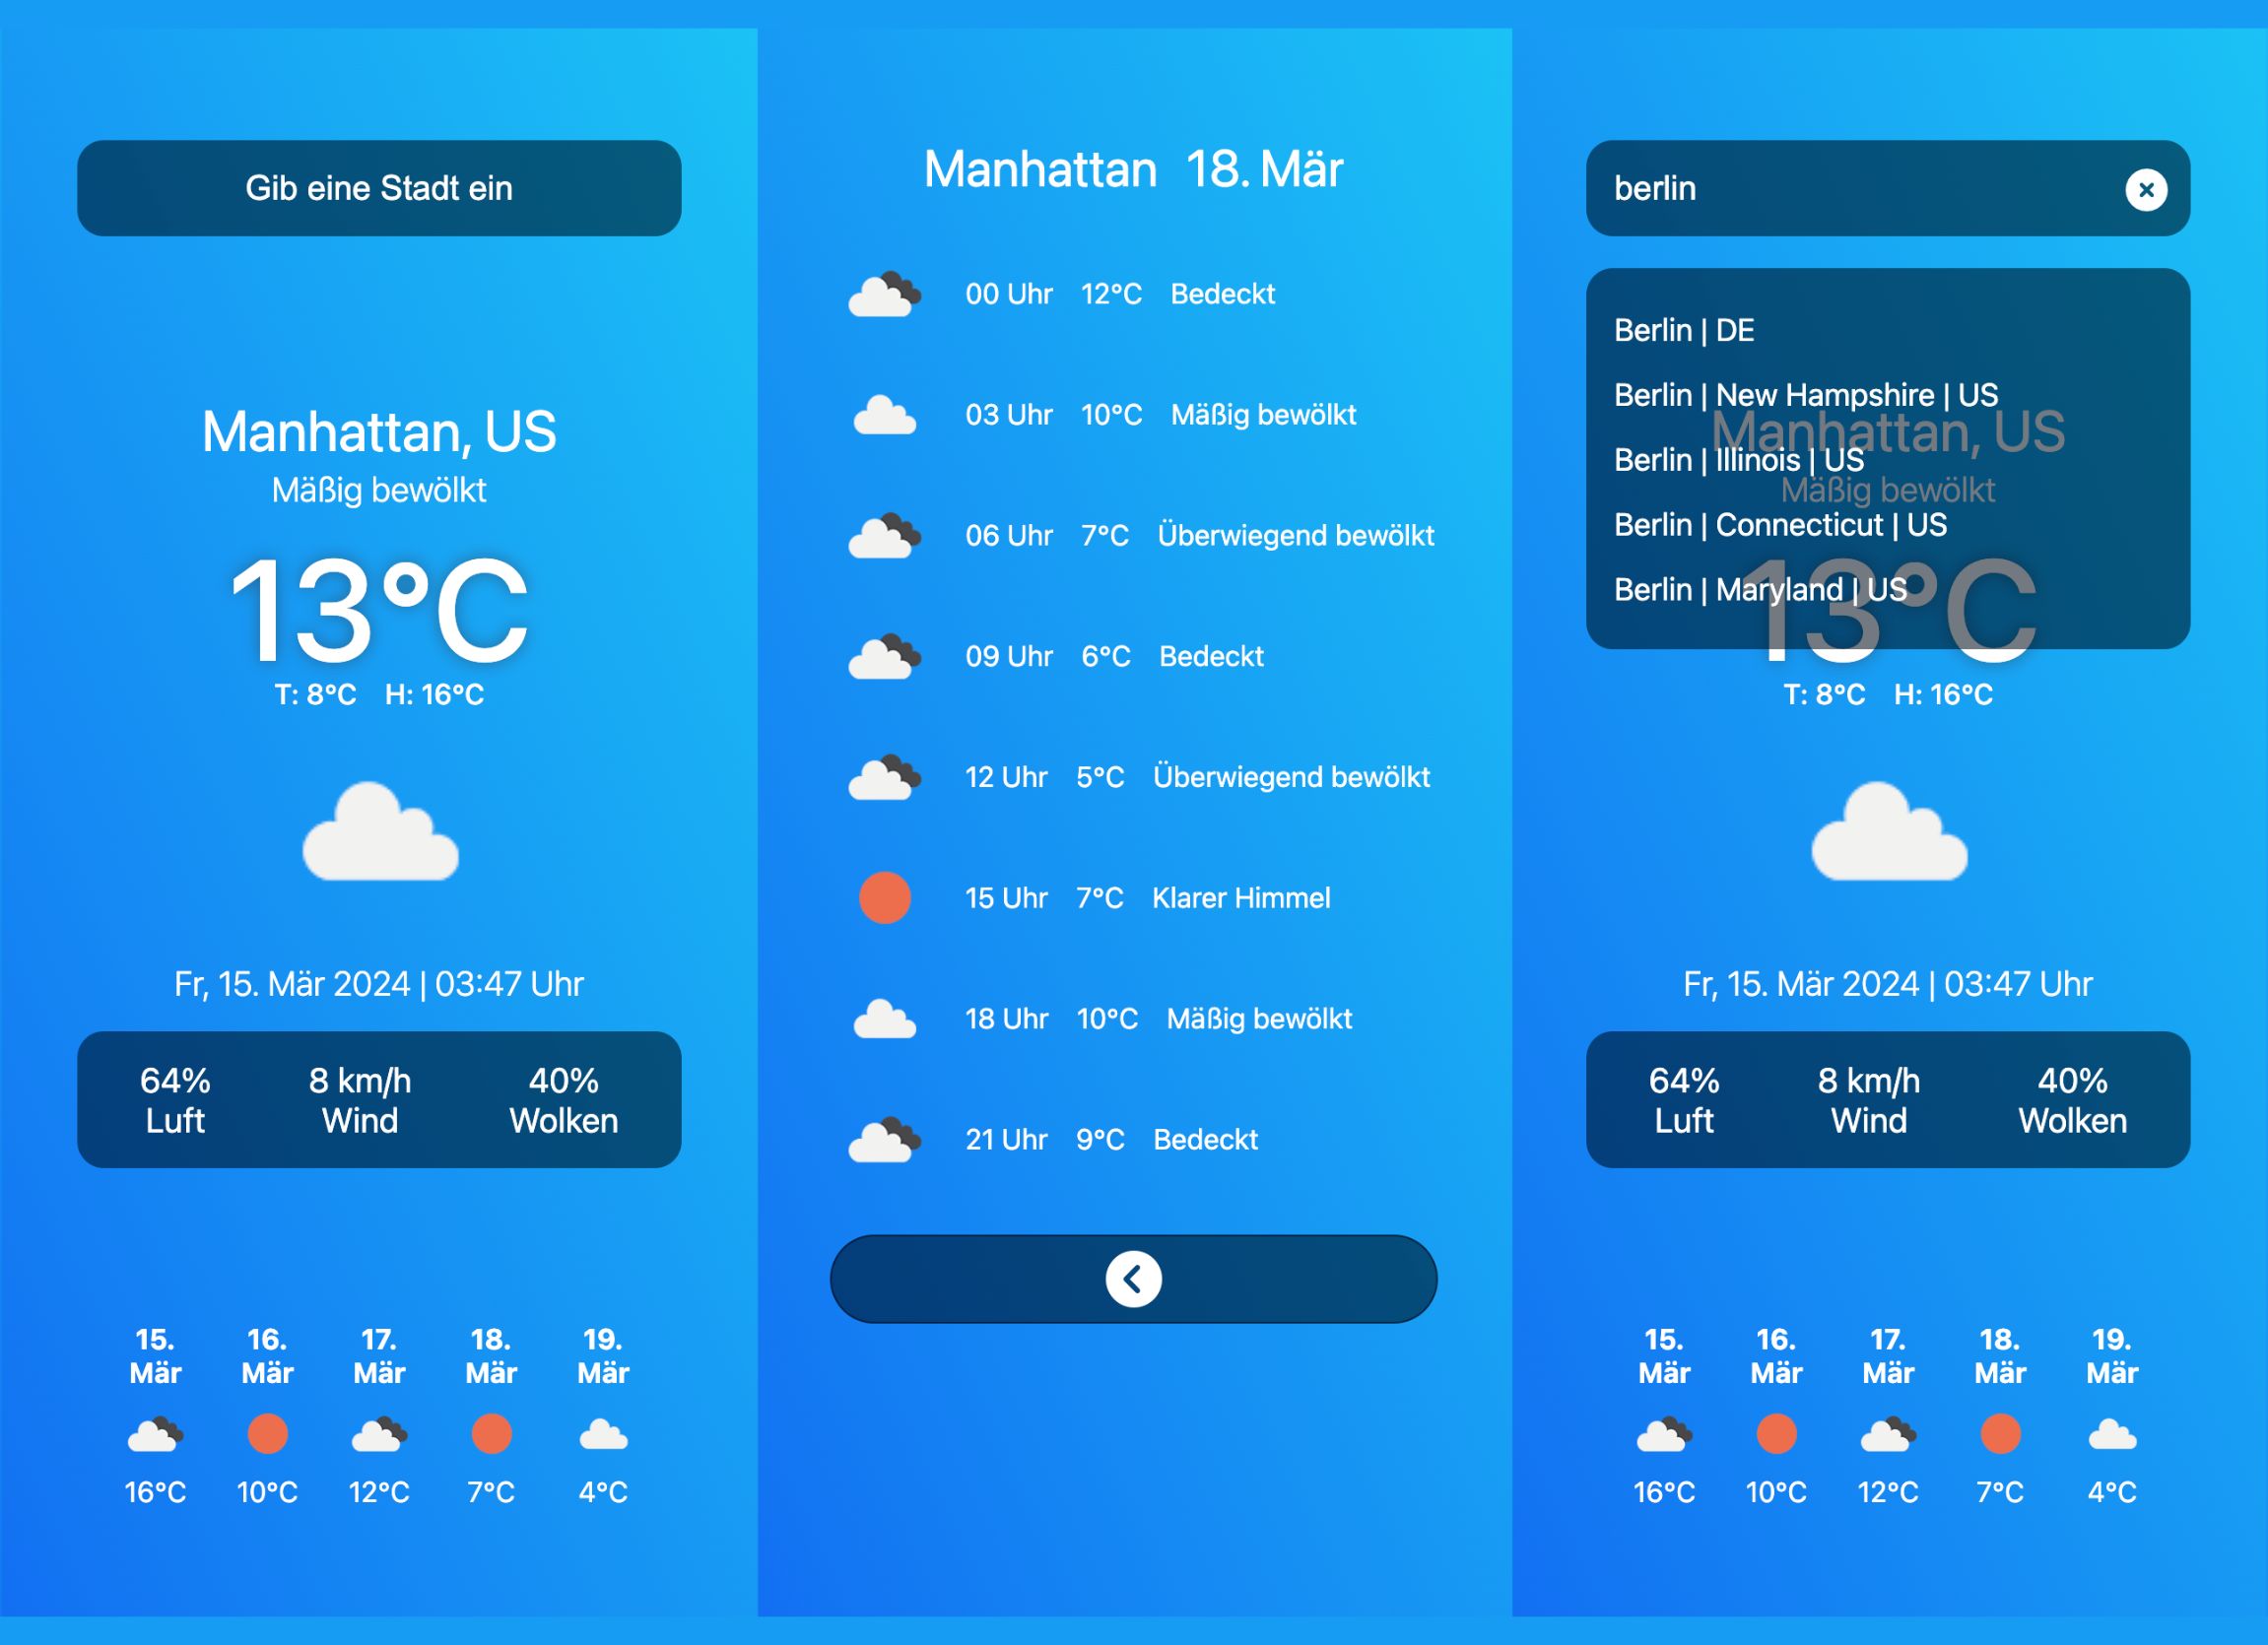 Gib eine Stadt ein
Manhattan, US
Mäßig bewölkt
13°C
T: 8°C H: 16°C
Fr, 15. Mär 2024 | 03:47 Uhr
64% 8 km/h 40%
Luft Wind Wolken
15. 16. 17. 18. 19.
Mär Mär Mär Mär Mär
16°C 10°C 12°C 7°C 4°C
Manhattan 18. Mär
00 Uhr 12°C Bedeckt
03 Uhr 10°C Mäßig bewölkt
06 Uhr 7°C Überwiegend bewölkt
09 Uhr 6°C Bedeckt
12 Uhr 5°C Überwiegend bewölkt
15 Uhr 7°C Klarer Himmel
18 Uhr 10°C Mäßig bewölkt
21 Uhr 9°C Bedeckt
berlin
Berlin | DE
Berlin | New Hampshire | US
Manhattan, US
Berlin | Illinois | US
Mäßig bewölkt
Berlin | Connecticut | US
Berlin | Maryland | US
13°C
T: 8°C H: 16°C
Fr, 15. Mär 2024 | 03:47 Uhr
64% 8 km/h 40%
Luft Wind Wolken
15. 16. 17. 18. 19.
Mär Mär Mär Mär Mär
16°C 10°C 12°C 7°C 4°C